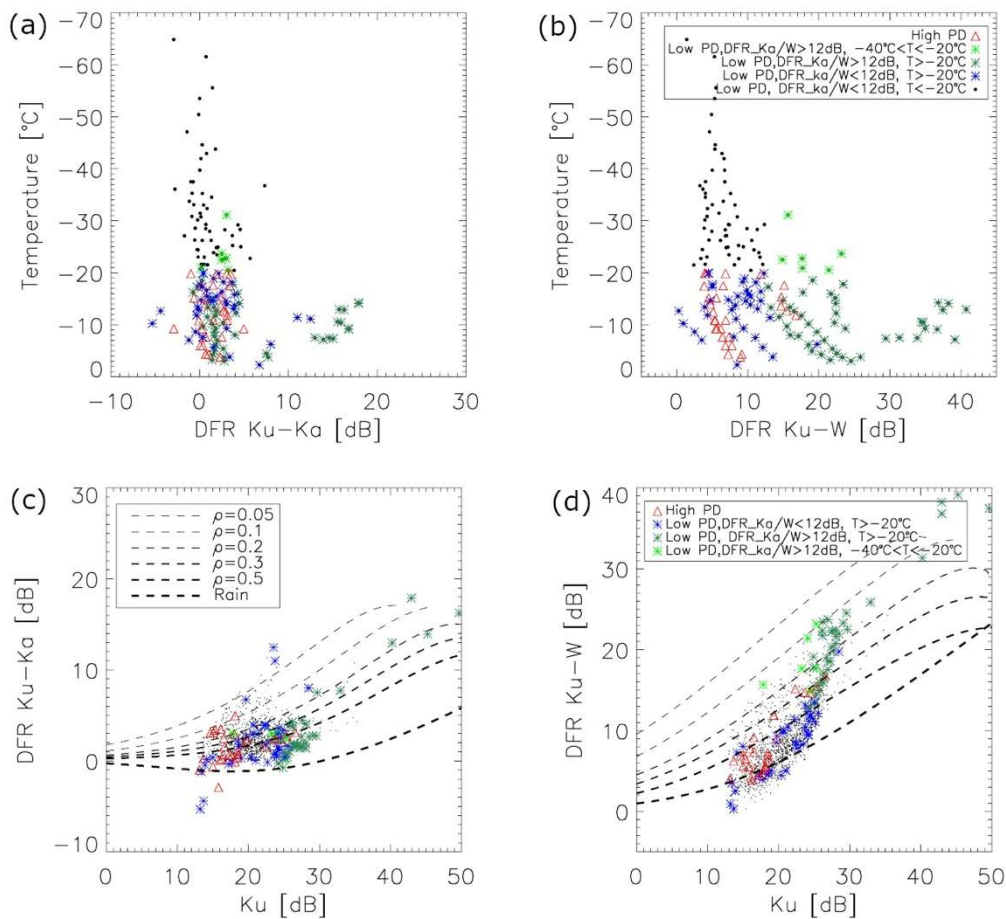 (a)
−70
−60
−50
−40
−30
−20
−10
0
Temperature [°C]
−10
0
10
20
30
DFR Ku−Ka [dB]
(b)
−70
−60
−50
−40
−30
−20
−10
0
Temperature [°C]
High PD
Low PD,DFR_Ka/W>12dB, −40°C<T<−20°C
Low PD,DFR_Ka/W>12dB, T>−20°C
Low PD,DFR_ka/W<12dB, T>−20°C
Low PD, DFR_ka/W<12dB, T<−20°C
0
10
20
30
40
DFR Ku−W [dB]
(c)
30
20
10
0
−10
DFR Ku−Ka [dB]
ρ=0.05
ρ=0.1
ρ=0.2
ρ=0.3
ρ=0.5
Rain
0
10
20
30
40
50
Ku [dB]
(d)
40
30
20
10
0
DFR Ku−W [dB]
High PD
Low PD,DFR_Ka/W<12dB, T>−20°C
Low PD, DFR_Ka/W>12dB, T>−20°C
Low PD,DFR_ka/W>12dB, −40°C<T<−20°C
0
10
20
30
40
50
Ku [dB]